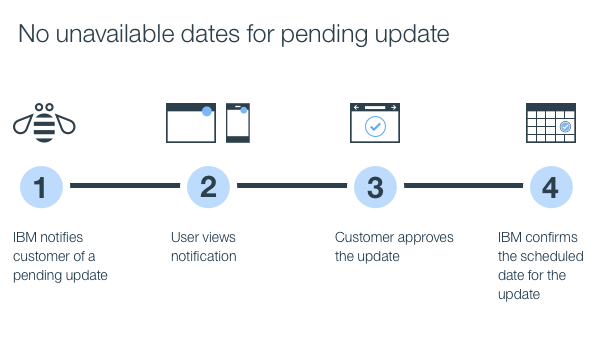 No unavailable dates for pending update
1
2
3
4
IBM notifies
customer of a
pending update
User views
notification
Customer approves
the update
IBM confirms
the scheduled
date for the
update